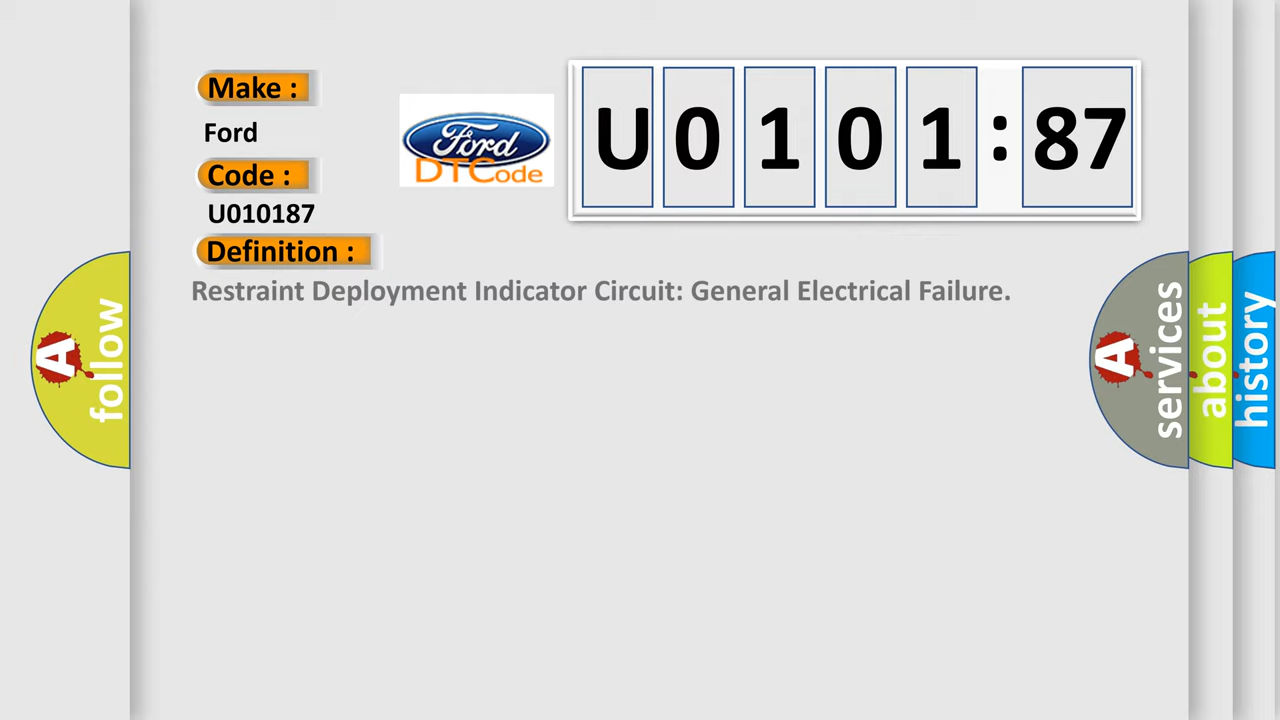 Make :
Ford
Code :
U010187
Definition :
Restraint Deployment Indicator Circuit: General Electrical Failure.
Ford
DTCode
U0101:87
A follow
A services
about
history